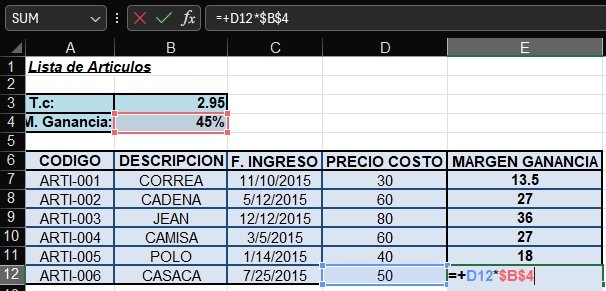 SUM =+D12*$B$4
A B C D E
1 Lista de Articulos
2
3 T.c: 2.95
4 M. Ganancia: 45%
5
6 CODIGO DESCRIPCION F. INGRESO PRECIO COSTO MARGEN GANANCIA
7 ARTI-001 CORREA 11/10/2015 30 13.5
8 ARTI-002 CADENA 5/12/2015 60 27
9 ARTI-003 JEAN 12/12/2015 80 36
10 ARTI-004 CAMISA 3/5/2015 60 27
11 ARTI-005 POLO 1/14/2015 40 18
12 ARTI-006 CASACA 7/25/2015 50 =+D12*$B$4